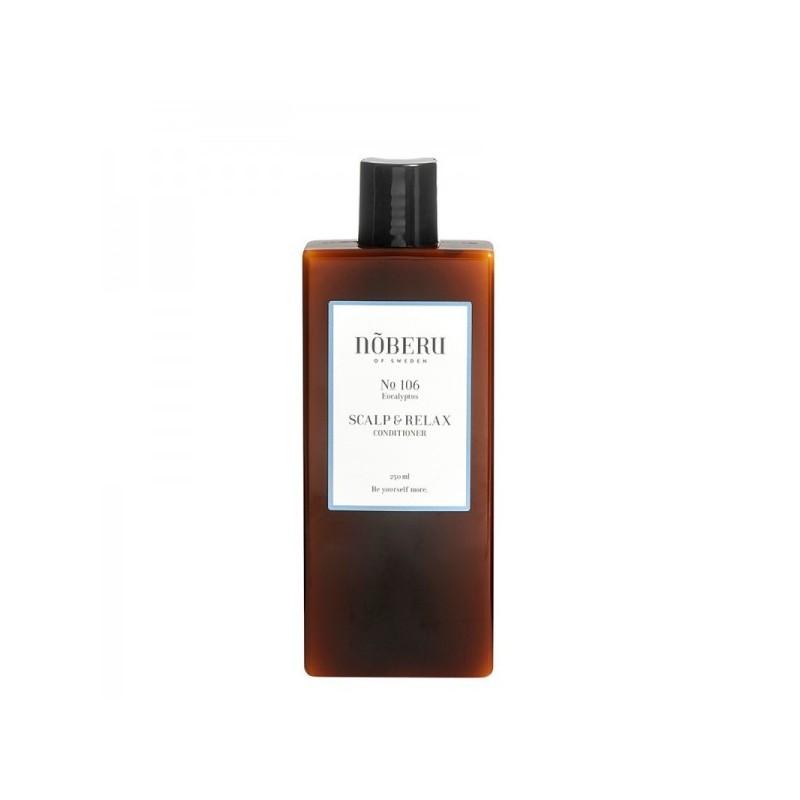 NÕBERU
OF SWEDEN
No 106
Eucalyptus
SCALP & RELAX
CONDITIONER
250 ml
Be yourself more.